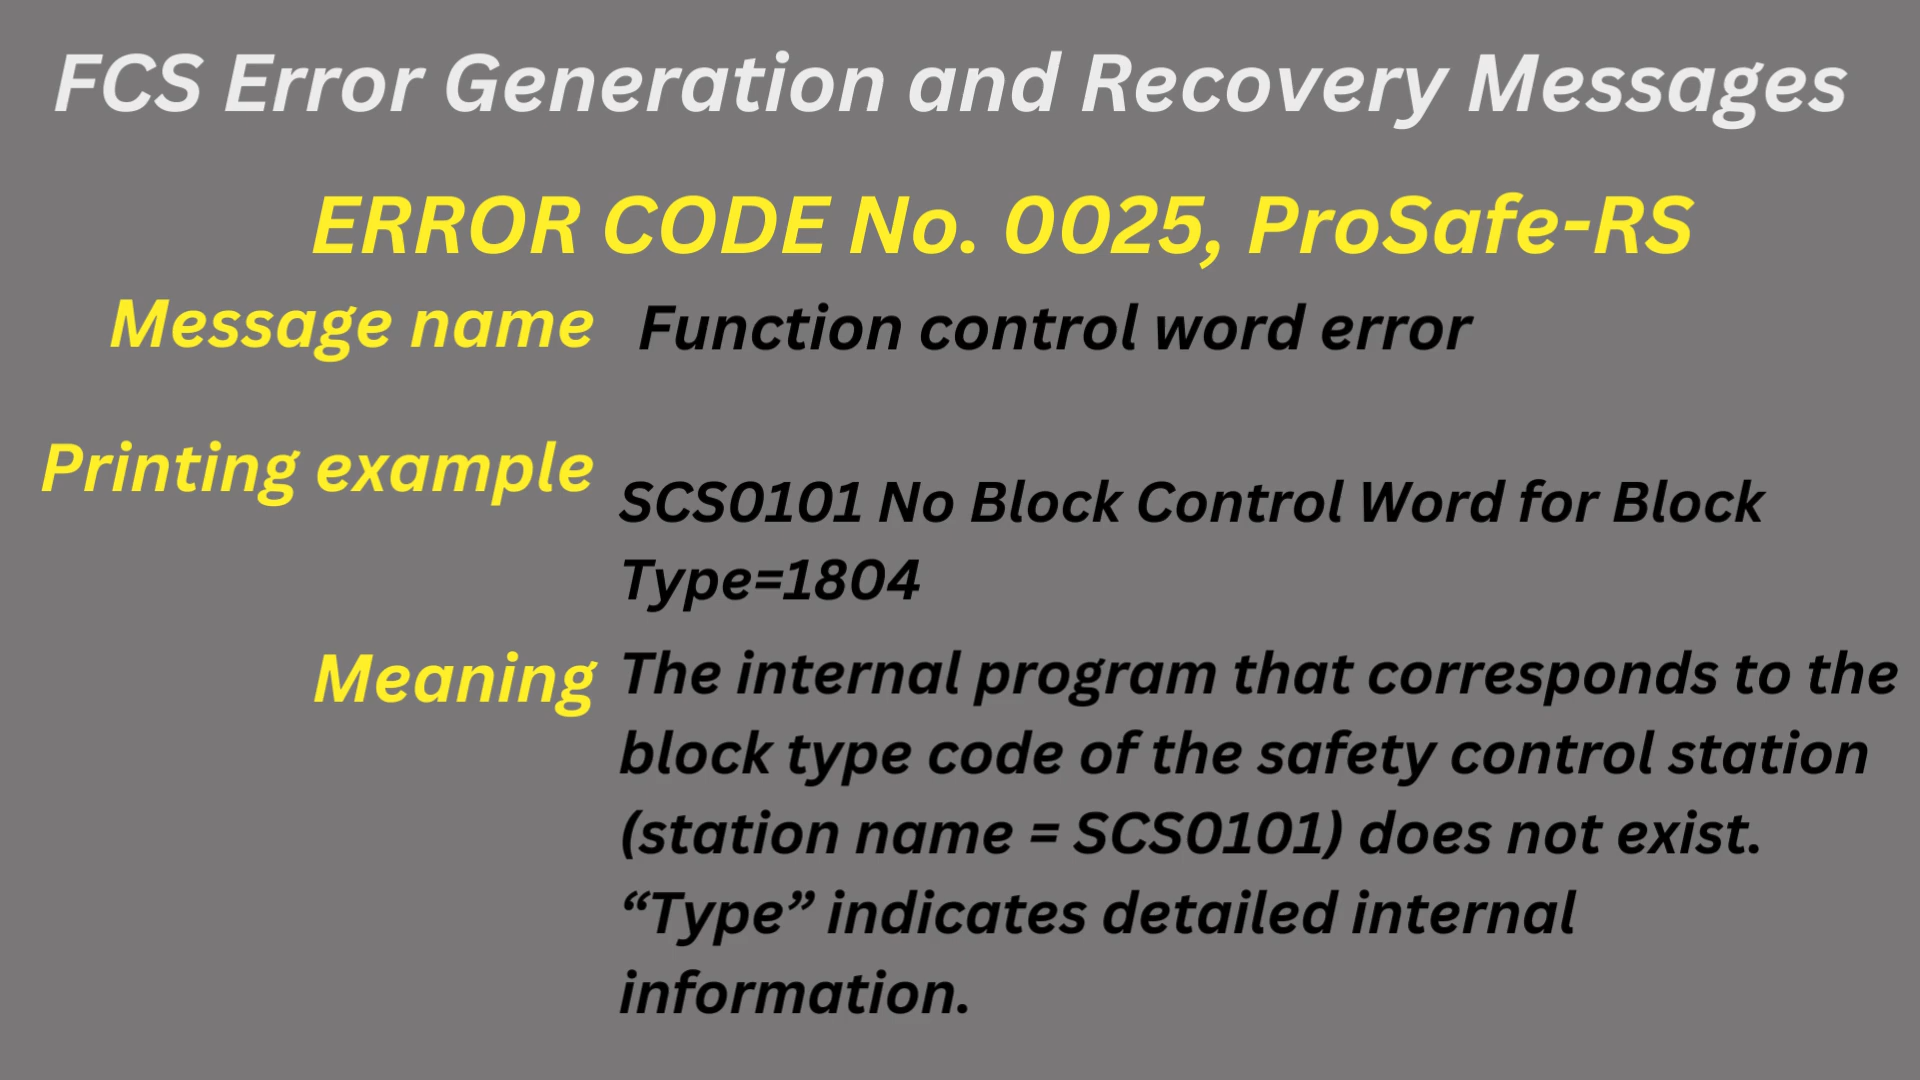 FCS Error Generation and Recovery Messages
ERROR CODE No. 0025, ProSafe-RS
Message name Function control word error
Printing example
SCS0101 No Block Control Word for Block
Type=1804
Meaning The internal program that corresponds to the
block type code of the safety control station
(station name = SCS0101) does not exist.
“Type” indicates detailed internal
information.